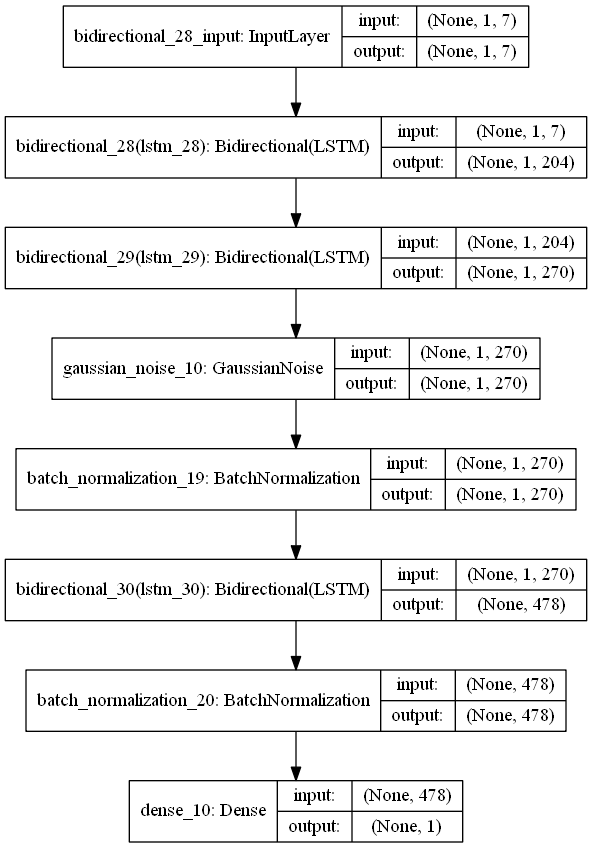 bidirectional_28_input: InputLayer
input: (None, 1, 7)
output: (None, 1, 7)
bidirectional_28(lstm_28): Bidirectional(LSTM)
input: (None, 1, 7)
output: (None, 1, 204)
bidirectional_29(lstm_29): Bidirectional(LSTM)
input: (None, 1, 204)
output: (None, 1, 270)
gaussian_noise_10: GaussianNoise
input: (None, 1, 270)
output: (None, 1, 270)
batch_normalization_19: BatchNormalization
input: (None, 1, 270)
output: (None, 1, 270)
bidirectional_30(lstm_30): Bidirectional(LSTM)
input: (None, 1, 270)
output: (None, 478)
batch_normalization_20: BatchNormalization
input: (None, 478)
output: (None, 478)
dense_10: Dense
input: (None, 478)
output: (None, 1)